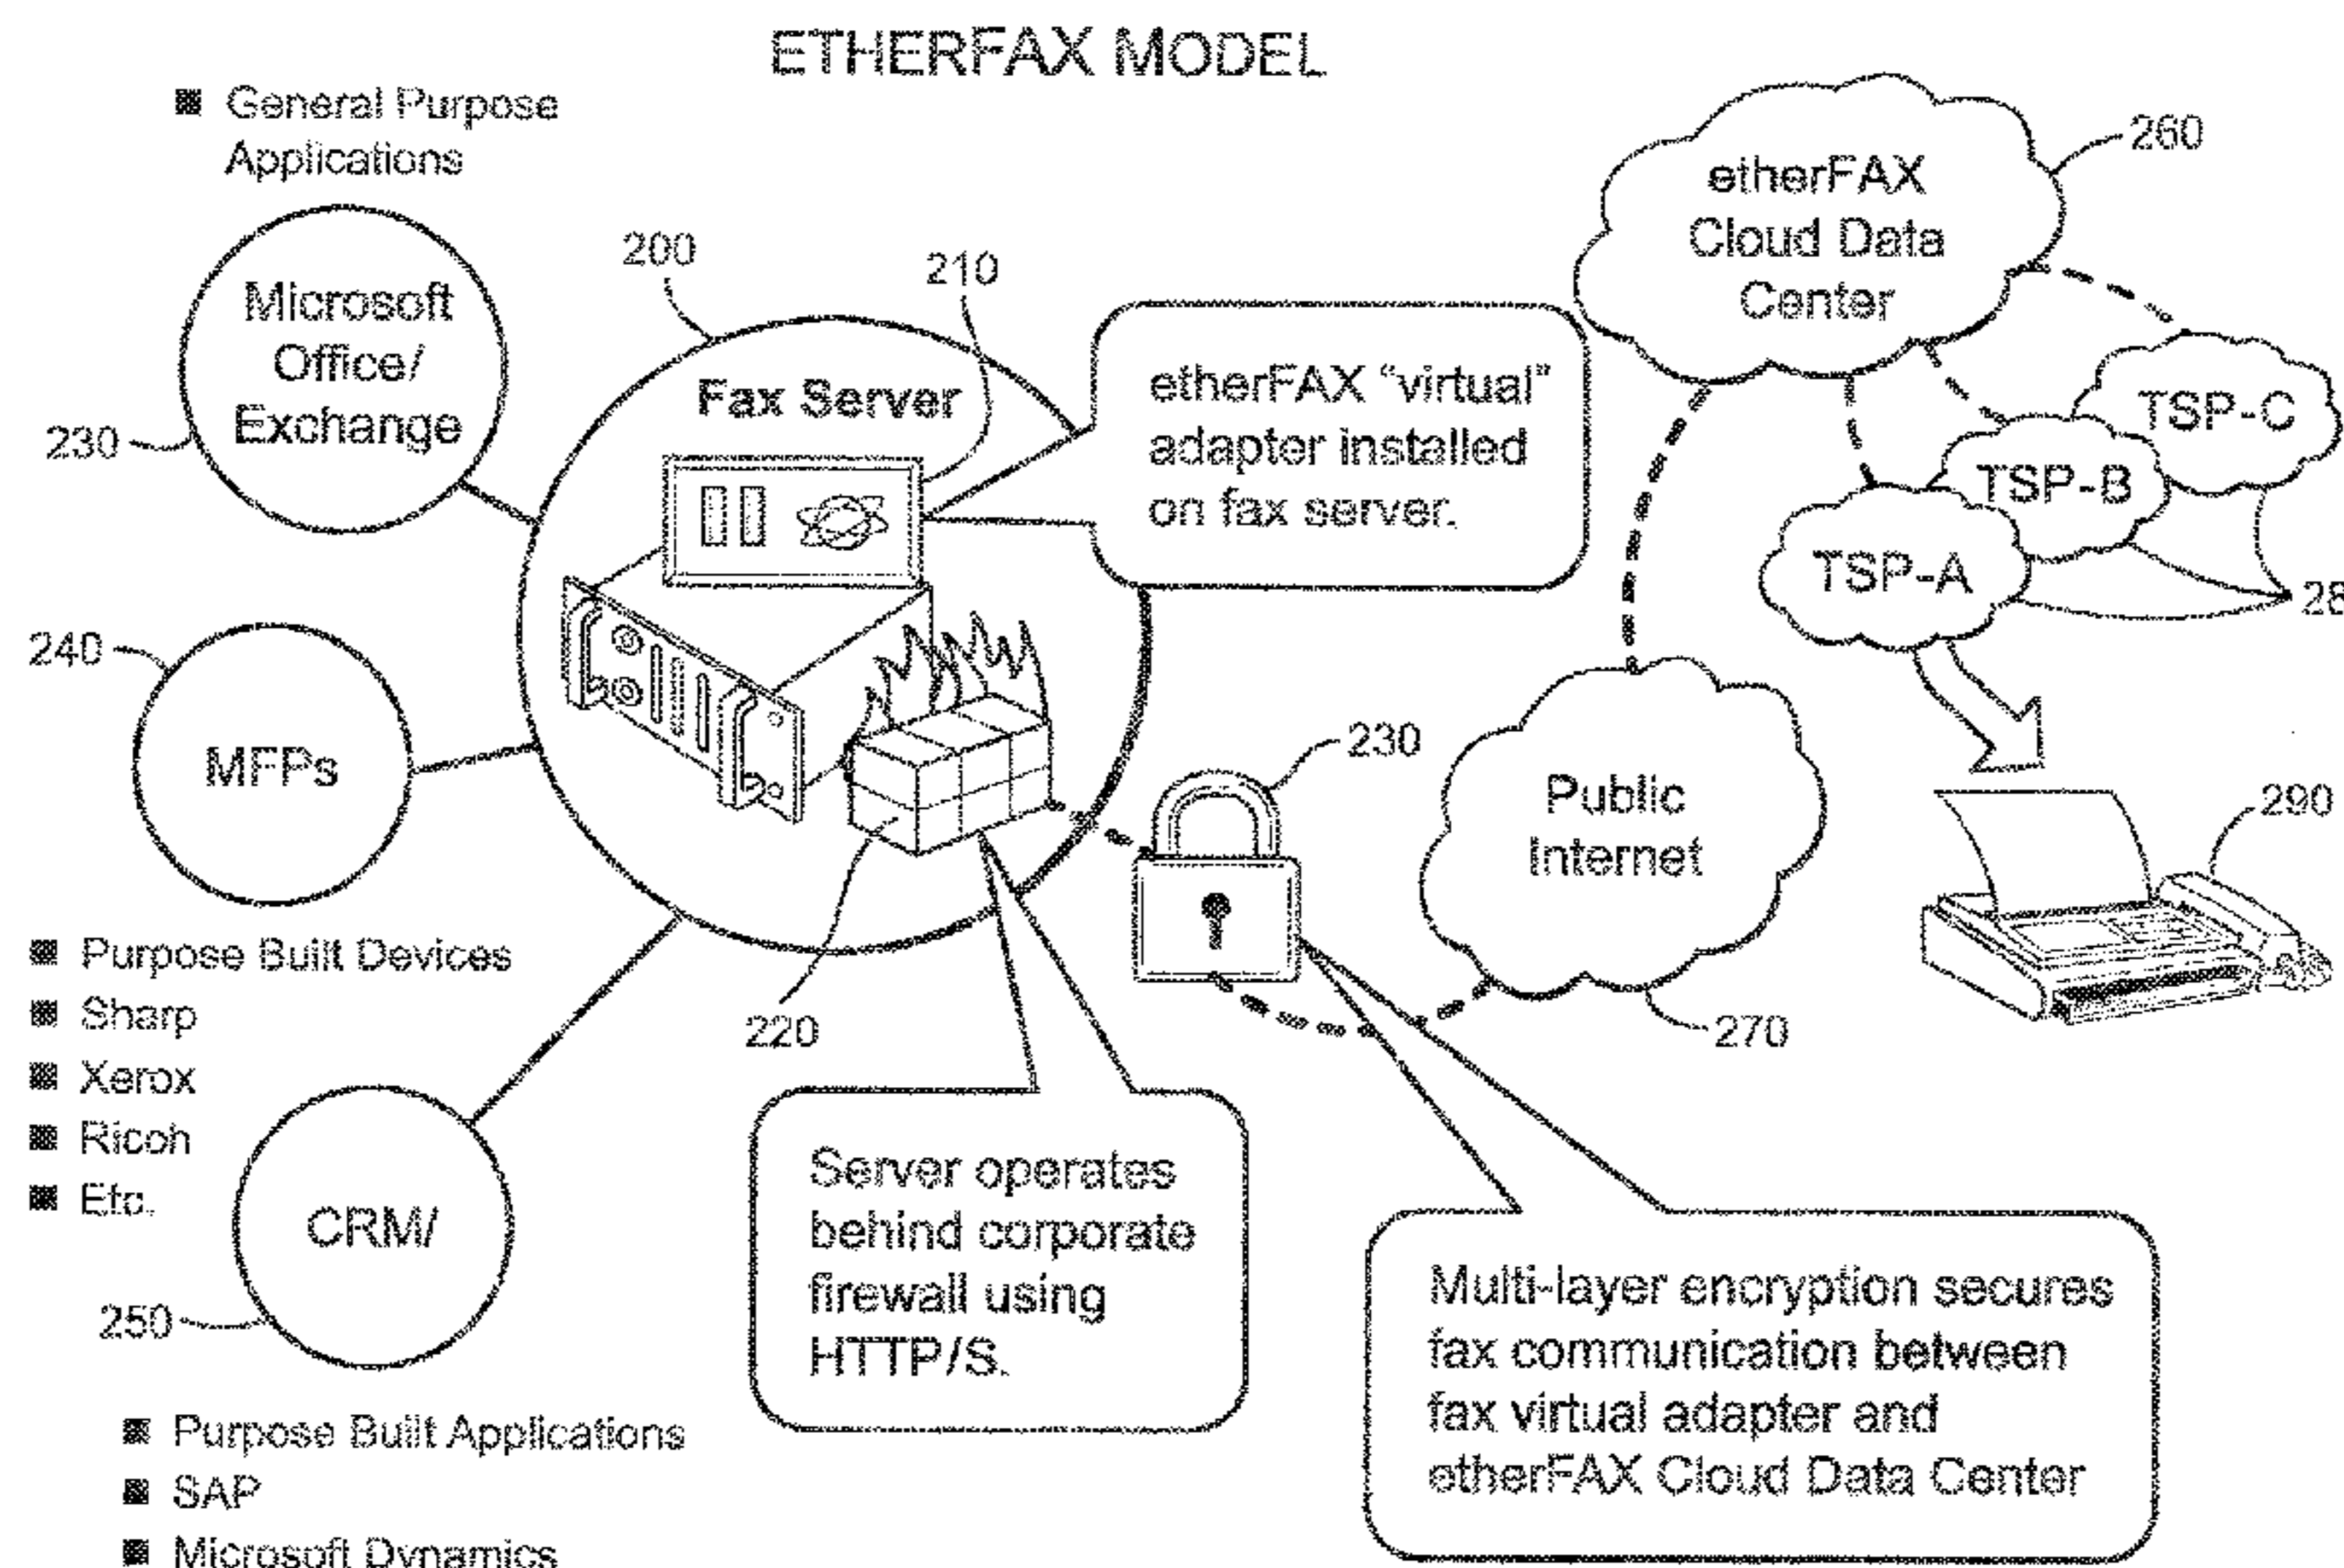 ETHERFAX MODEL
■ General Purpose
Applications
Microsoft
Office/
Exchange
230
200
210
Fax Server
etherFAX “virtual”
adapter installed
on fax server.
etherFAX
Cloud Data
Center
260
TSP-C
TSP-B
TSP-A
28
240
MFPs
230
Public
Internet
290
270
220
■ Purpose Built Devices
■ Sharp
■ Xerox
■ Ricoh
■ Etc.
CRM/
250
Server operates
behind corporate
firewall using
HTTP/S.
Multi-layer encryption secures
fax communication between
fax virtual adapter and
etherFAX Cloud Data Center
■ Purpose Built Applications
■ SAP
■ Microsoft Dynamics